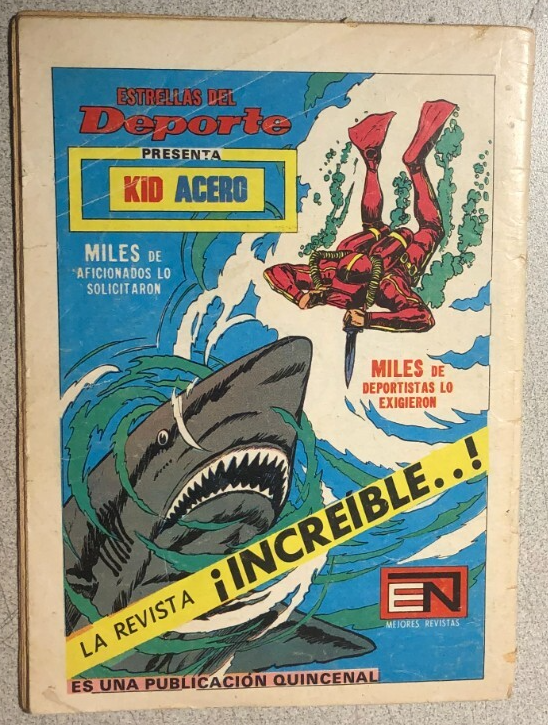 ESTRELLAS DEL
Deporte
PRESENTA
KID ACERO
MILES DE
AFICIONADOS LO
SOLICITARON
MILES DE
DEPORTISTAS LO
EXIGIERON
LA REVISTA ¡INCREÍBLE..!
EN
MEJORES REVISTAS
ES UNA PUBLICACIÓN QUINCENAL